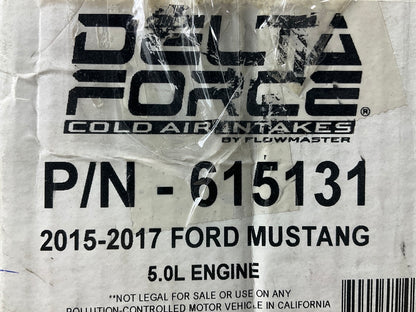 DELTA
FORCE®
COLD AIR INTAKES
BY FLOWMASTER
P/N - 615131
2015-2017 FORD MUSTANG
5.0L ENGINE
**NOT LEGAL FOR SALE OR USE ON ANY
POLLUTION-CONTROLLED MOTOR VEHICLE IN CALIFORNIA